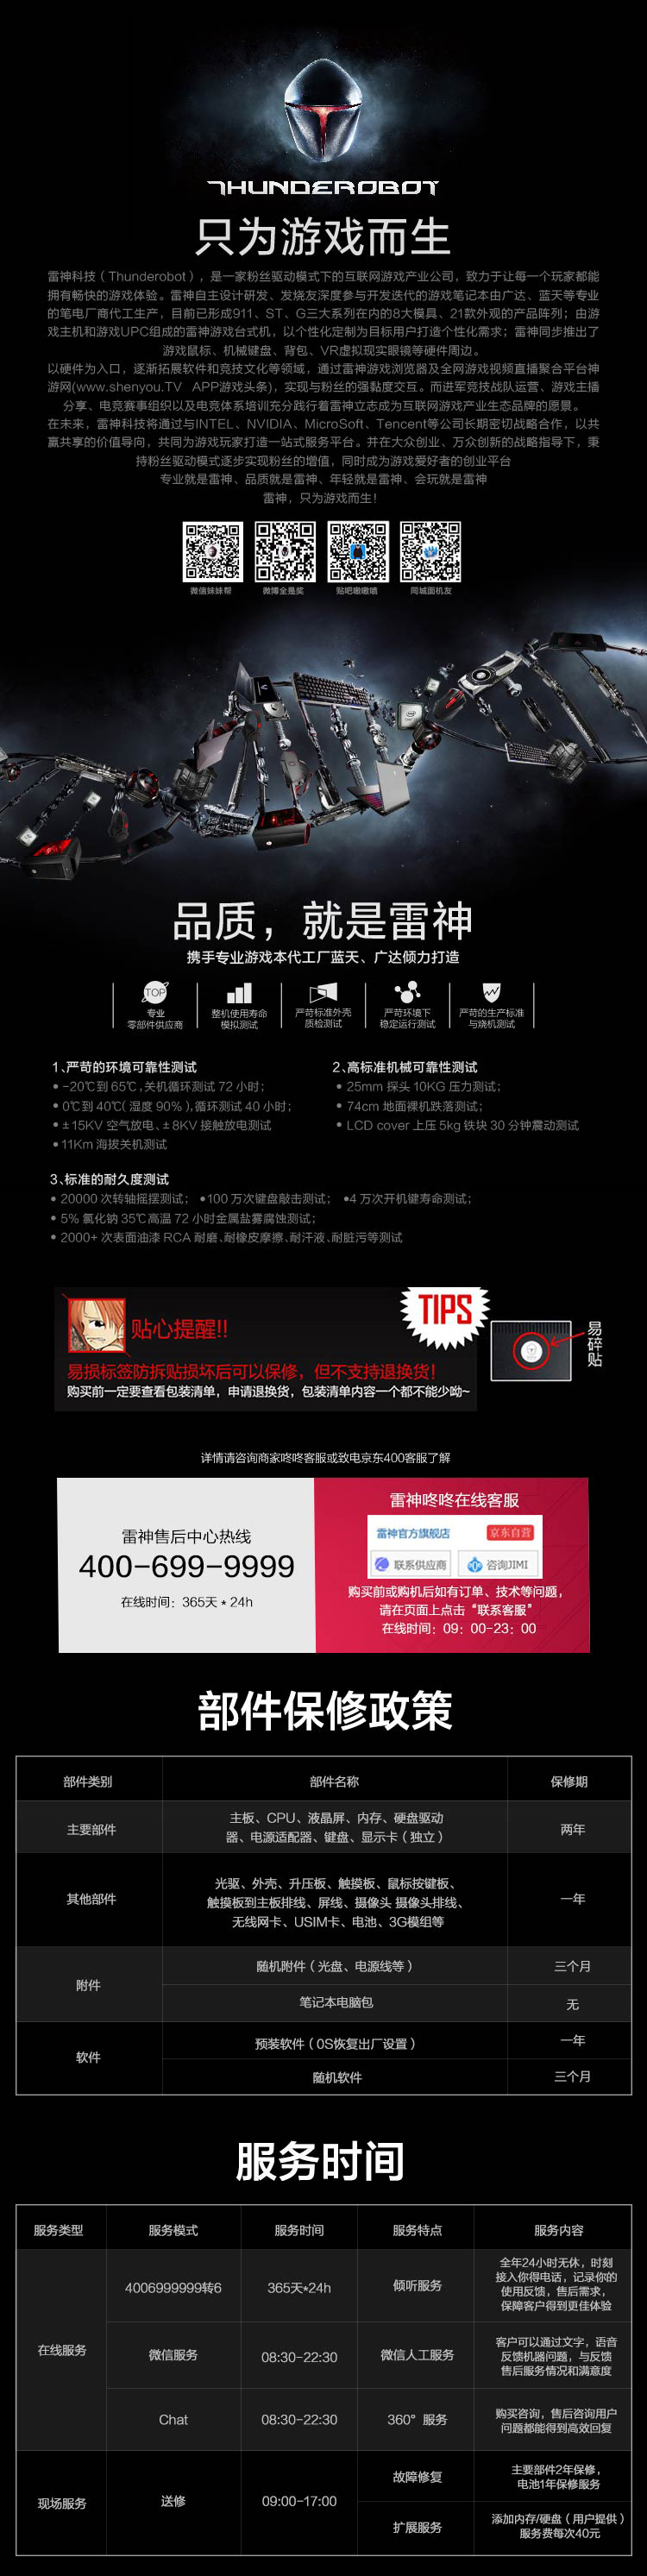 THUNDEROBOT
只为游戏而生
雷神科技（Thunderobot），是一家粉丝驱动模式下的互联网游戏产业公司，致力于让每一个玩家都能
拥有畅快的游戏体验。雷神自主设计研发、发烧友深度参与开发迭代的游戏笔记本由广达、蓝天等专业
的笔电厂商代工生产，目前已形成911、ST、G三大系列在内的8大模具、21款外观的产品阵列；由游
戏主机和游戏UPC组成的雷神游戏台式机，以个性化定制为目标用户打造个性化需求；雷神同步推出了
游戏鼠标、机械键盘、背包、VR虚拟现实眼镜等硬件周边。
以硬件为入口，逐渐拓展软件和竞技文化等领域，通过雷神游戏浏览器及全网游戏视频直播聚合平台神
游网(www.shenyou.TV APP游戏头条)，实现与粉丝的强黏度交互。而进军竞技战队运营、游戏主播
分享、电竞赛事组织以及电竞体系培训充分践行着雷神立志成为互联网游戏产业生态品牌的愿景。
在未来，雷神科技将通过与INTEL、NVIDIA、MicroSoft、Tencent等公司长期密切战略合作，以共
赢共享的价值导向，共同为游戏玩家打造一站式服务平台。并在大众创业、万众创新的战略指导下，秉
持粉丝驱动模式逐步实现粉丝的增值，同时成为游戏爱好者的创业平台
专业就是雷神、品质就是雷神、年轻就是雷神、会玩就是雷神
雷神，只为游戏而生！
微信妹妹帮 微博全是奖 贴吧嗷嗷喵 同城面机友
品质，就是雷神
携手专业游戏本代工厂蓝天、广达倾力打造
TOP
专业
零部件供应商
整机使用寿命
模拟测试
严苛标准外壳
质检测试
严苛环境下
稳定运行测试
严苛的生产标准
与烧机测试
1、严苛的环境可靠性测试
• -20℃到 65℃,关机循环测试 72 小时；
• 0℃到 40℃( 湿度 90% ),循环测试 40 小时；
• ±15KV 空气放电、±8KV 接触放电测试
• 11Km 海拔关机测试
2、高标准机械可靠性测试
• 25mm 探头 10KG 压力测试；
• 74cm 地面裸机跌落测试；
• LCD cover 上压 5kg 铁块 30 分钟震动测试
3、标准的耐久度测试
• 20000 次转轴摇摆测试； •100 万次键盘敲击测试； •4 万次开机键寿命测试；
• 5% 氯化钠 35℃高温 72 小时金属盐雾腐蚀测试；
• 2000+ 次表面油漆 RCA 耐磨、耐橡皮摩擦、耐汗液、耐脏污等测试
贴心提醒!!
TIPS
易损标签防拆贴损坏后可以保修，但不支持退换货！
购买前一定要查看包装清单，申请退换货，包装清单内容一个都不能少呦~
易碎贴
详情请咨询商家咚咚客服或致电京东400客服了解
雷神售后中心热线
400-699-9999
在线时间：365天 * 24h
雷神咚咚在线客服
雷神官方旗舰店 京东自营
联系供应商 咨询JIMI
购买前或购机后如有订单、技术等问题，
请在页面上点击“联系客服”
在线时间：09：00-23：00
部件保修政策
部件类别 部件名称 保修期
主要部件
主板、CPU、液晶屏、内存、硬盘驱动
器、电源适配器、键盘、显示卡（独立）
两年
其他部件
光驱、外壳、升压板、触摸板、鼠标按键板、
触摸板到主板排线、屏线、摄像头 摄像头排线、
无线网卡、USIM卡、电池、3G模组等
一年
附件
随机附件（光盘、电源线等） 三个月
笔记本电脑包 无
软件
预装软件（OS恢复出厂设置） 一年
随机软件 三个月
服务时间
服务类型 服务模式 服务时间 服务特点 服务内容
在线服务
4006999999转6 365天*24h 倾听服务
全年24小时无休，时刻
接入你得电话，记录你的
使用反馈，售后需求，
保障客户得到更佳体验
微信服务 08:30-22:30 微信人工服务
客户可以通过文字，语音
反馈机器问题，与反馈
售后服务情况和满意度
Chat 08:30-22:30 360°服务
购买咨询，售后咨询用户
问题都能得到高效回复
现场服务 送修 09:00-17:00
故障修复
主要部件2年保修，
电池1年保修服务
扩展服务
添加内存/硬盘（用户提供）
服务费每次40元